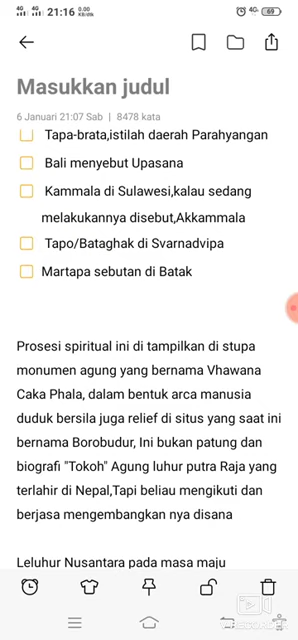 4G 4G 21:16 0.00 KB/dtk 4G 69
Masukkan judul
6 Januari 21:07 Sab | 8478 kata
Tapa-brata,istilah daerah Parahyangan
Bali menyebut Upasana
Kammala di Sulawesi,kalau sedang
melakukannya disebut,Akkammala
Tapo/Bataghak di Svarnadvipa
Martapa sebutan di Batak
Prosesi spiritual ini di tampilkan di stupa
monumen agung yang bernama Vhawana
Caka Phala, dalam bentuk arca manusia
duduk bersila juga relief di situs yang saat ini
bernama Borobudur, Ini bukan patung dan
biografi "Tokoh" Agung luhur putra Raja yang
terlahir di Nepal,Tapi beliau mengikuti dan
berjasa mengembangkan nya disana
Leluhur Nusantara pada masa maju